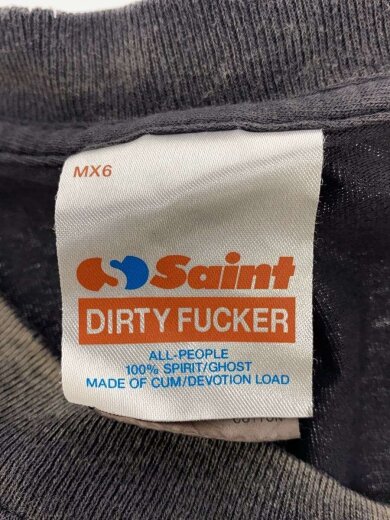 MX6
Saint
DIRTY FUCKER
ALL-PEOPLE
100% SPIRIT/GHOST
MADE OF CUM/DEVOTION LOAD